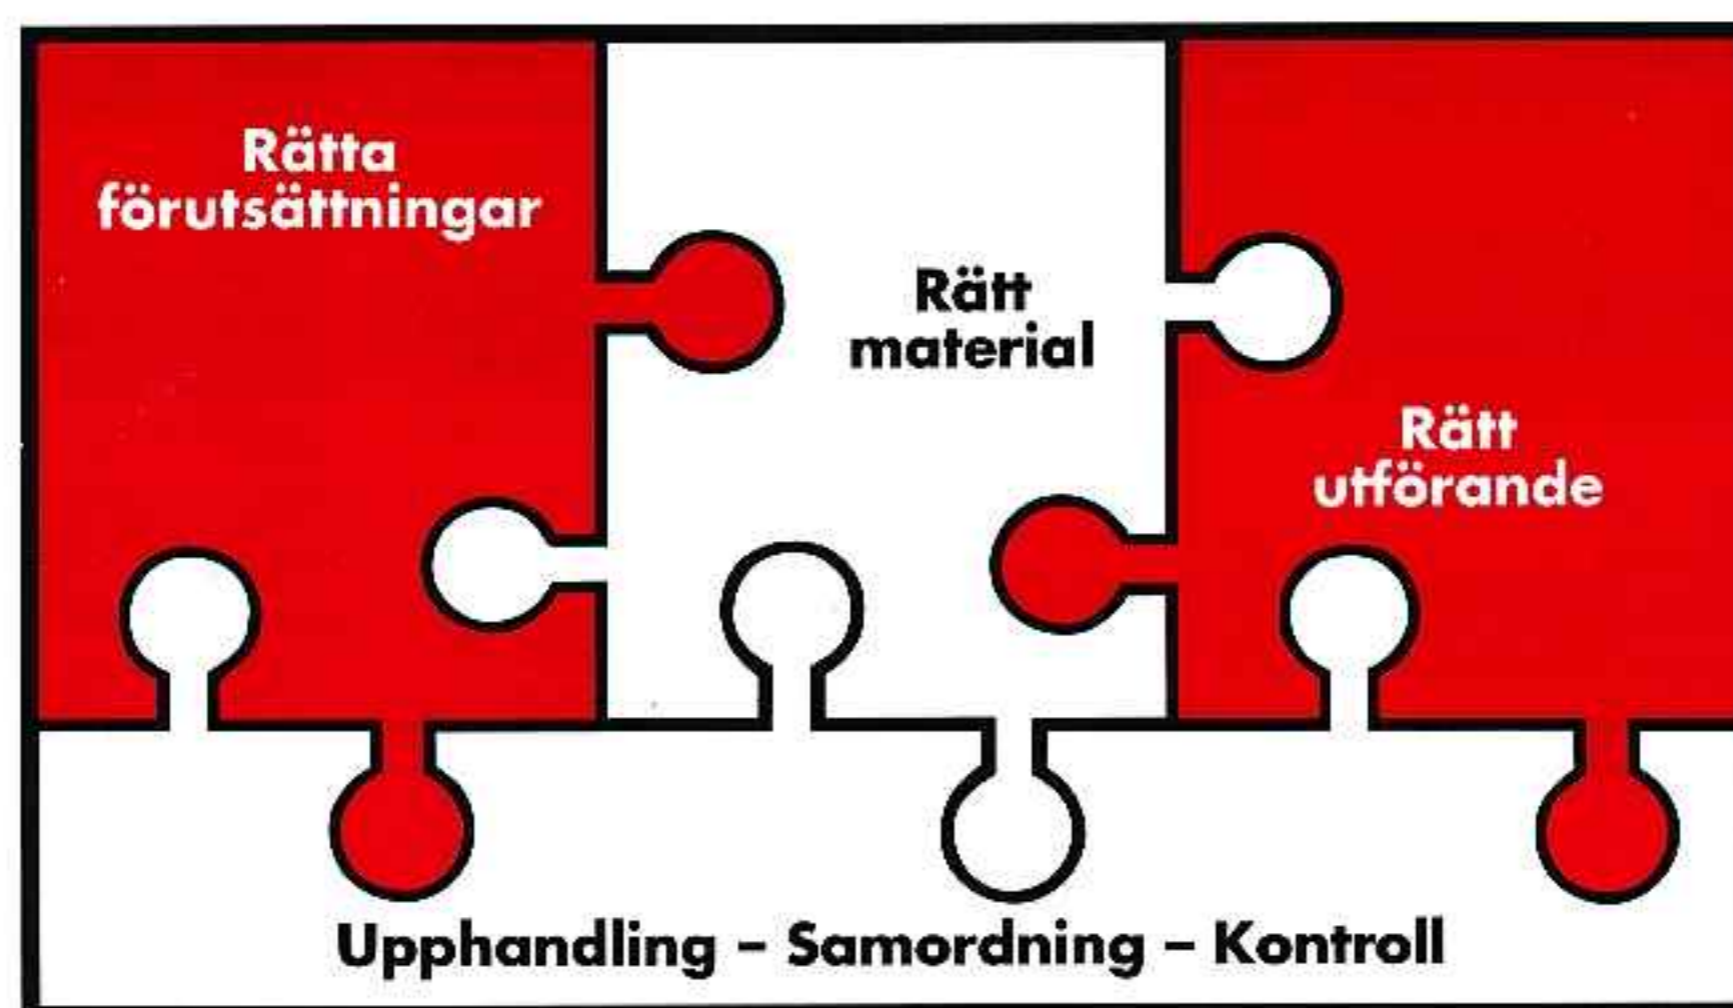 Rätta
förutsättningar
Rätt
material
Rätt
utförande
Upphandling – Samordning – Kontroll